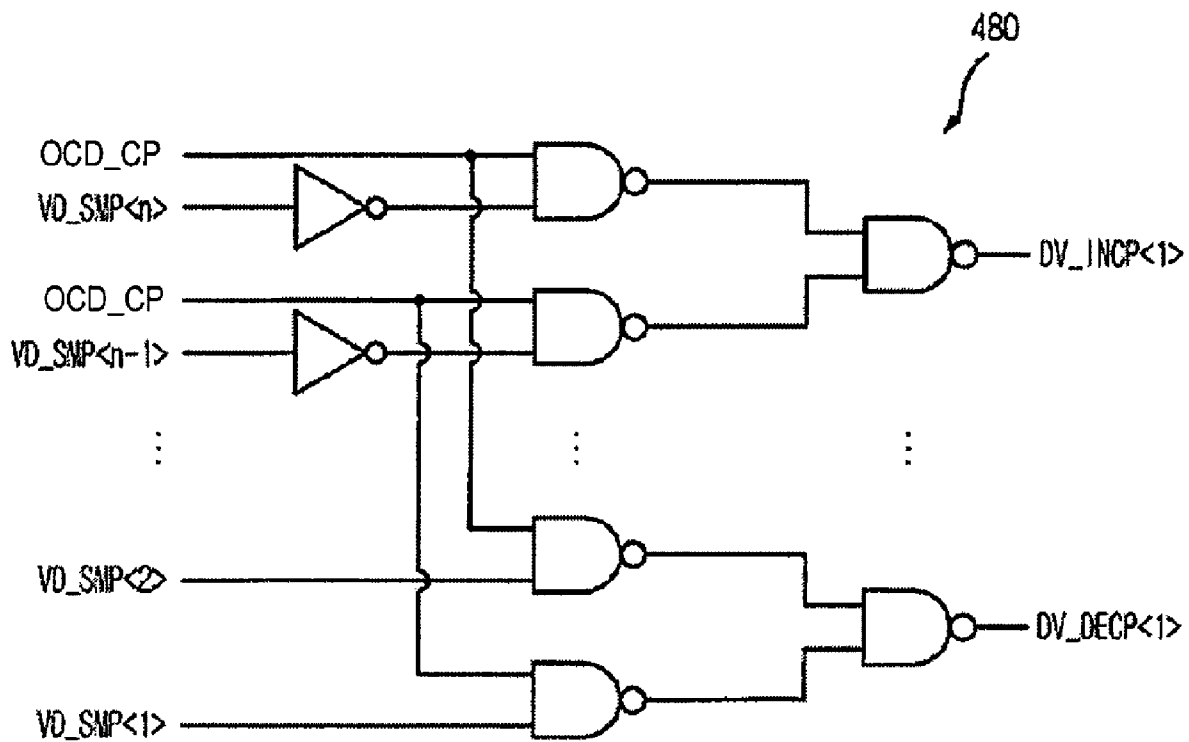 480
OCD_CP
VD_SMP<n>
OCD_CP
VD_SMP<n-1>
DV_INCP<1>
VD_SMP<2>
VD_SMP<1>
DV_DECP<1>